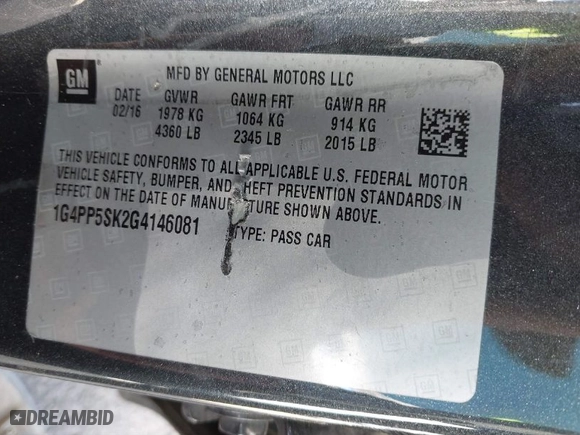 GM
MFD BY GENERAL MOTORS LLC
DATE GVWR GAWR FRT GAWR RR
02/16 1978 KG 1064 KG 914 KG
4360 LB 2345 LB 2015 LB
THIS VEHICLE CONFORMS TO ALL APPLICABLE U.S. FEDERAL MOTOR
VEHICLE SAFETY, BUMPER, AND THEFT PREVENTION STANDARDS IN
EFFECT ON THE DATE OF MANUFACTURE SHOWN ABOVE.
1G4PP5SK2G4146081 TYPE: PASS CAR
DREAMBID